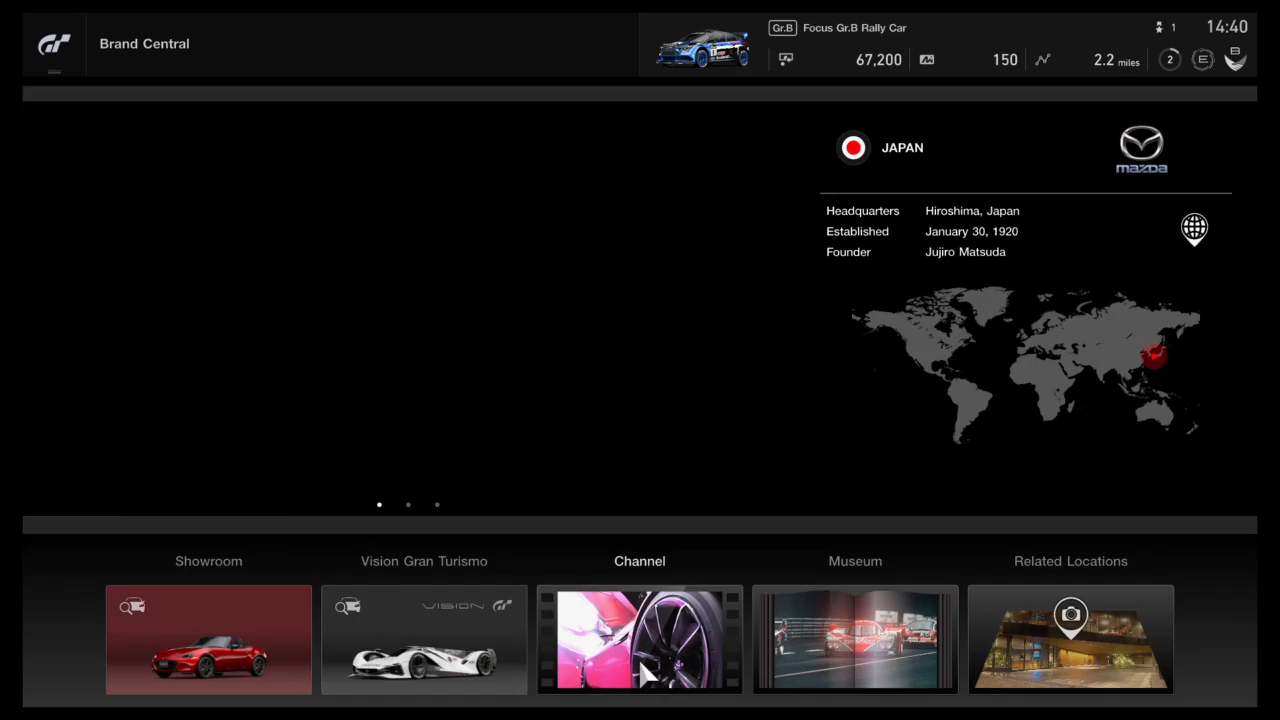 Brand Central
Gr.B Focus Gr.B Rally Car
1
14:40
67,200
150
2.2 miles
2
E
B
JAPAN
mazda
Headquarters Hiroshima, Japan
Established January 30, 1920
Founder Jujiro Matsuda
Showroom
Vision Gran Turismo
Channel
Museum
Related Locations
VISION